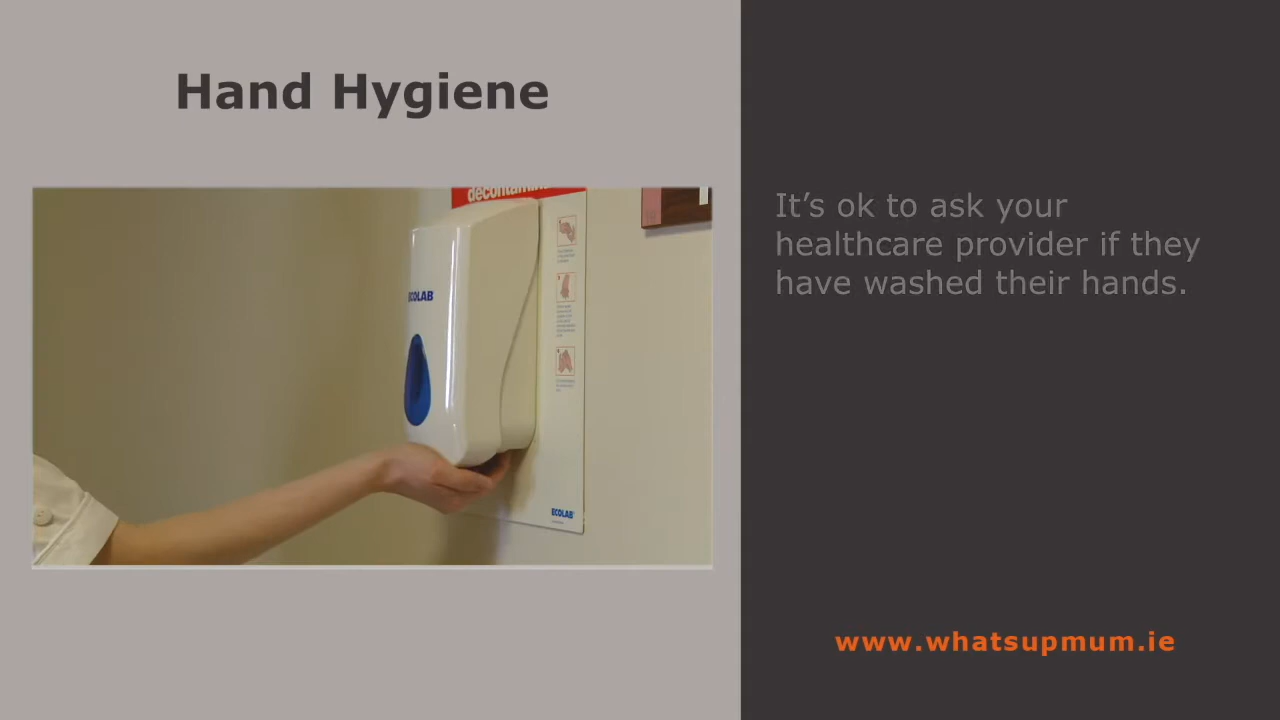 Hand Hygiene
decontamin
ECOLAB
ECOLAB
It’s ok to ask your
healthcare provider if they
have washed their hands.
www.whatsupmum.ie